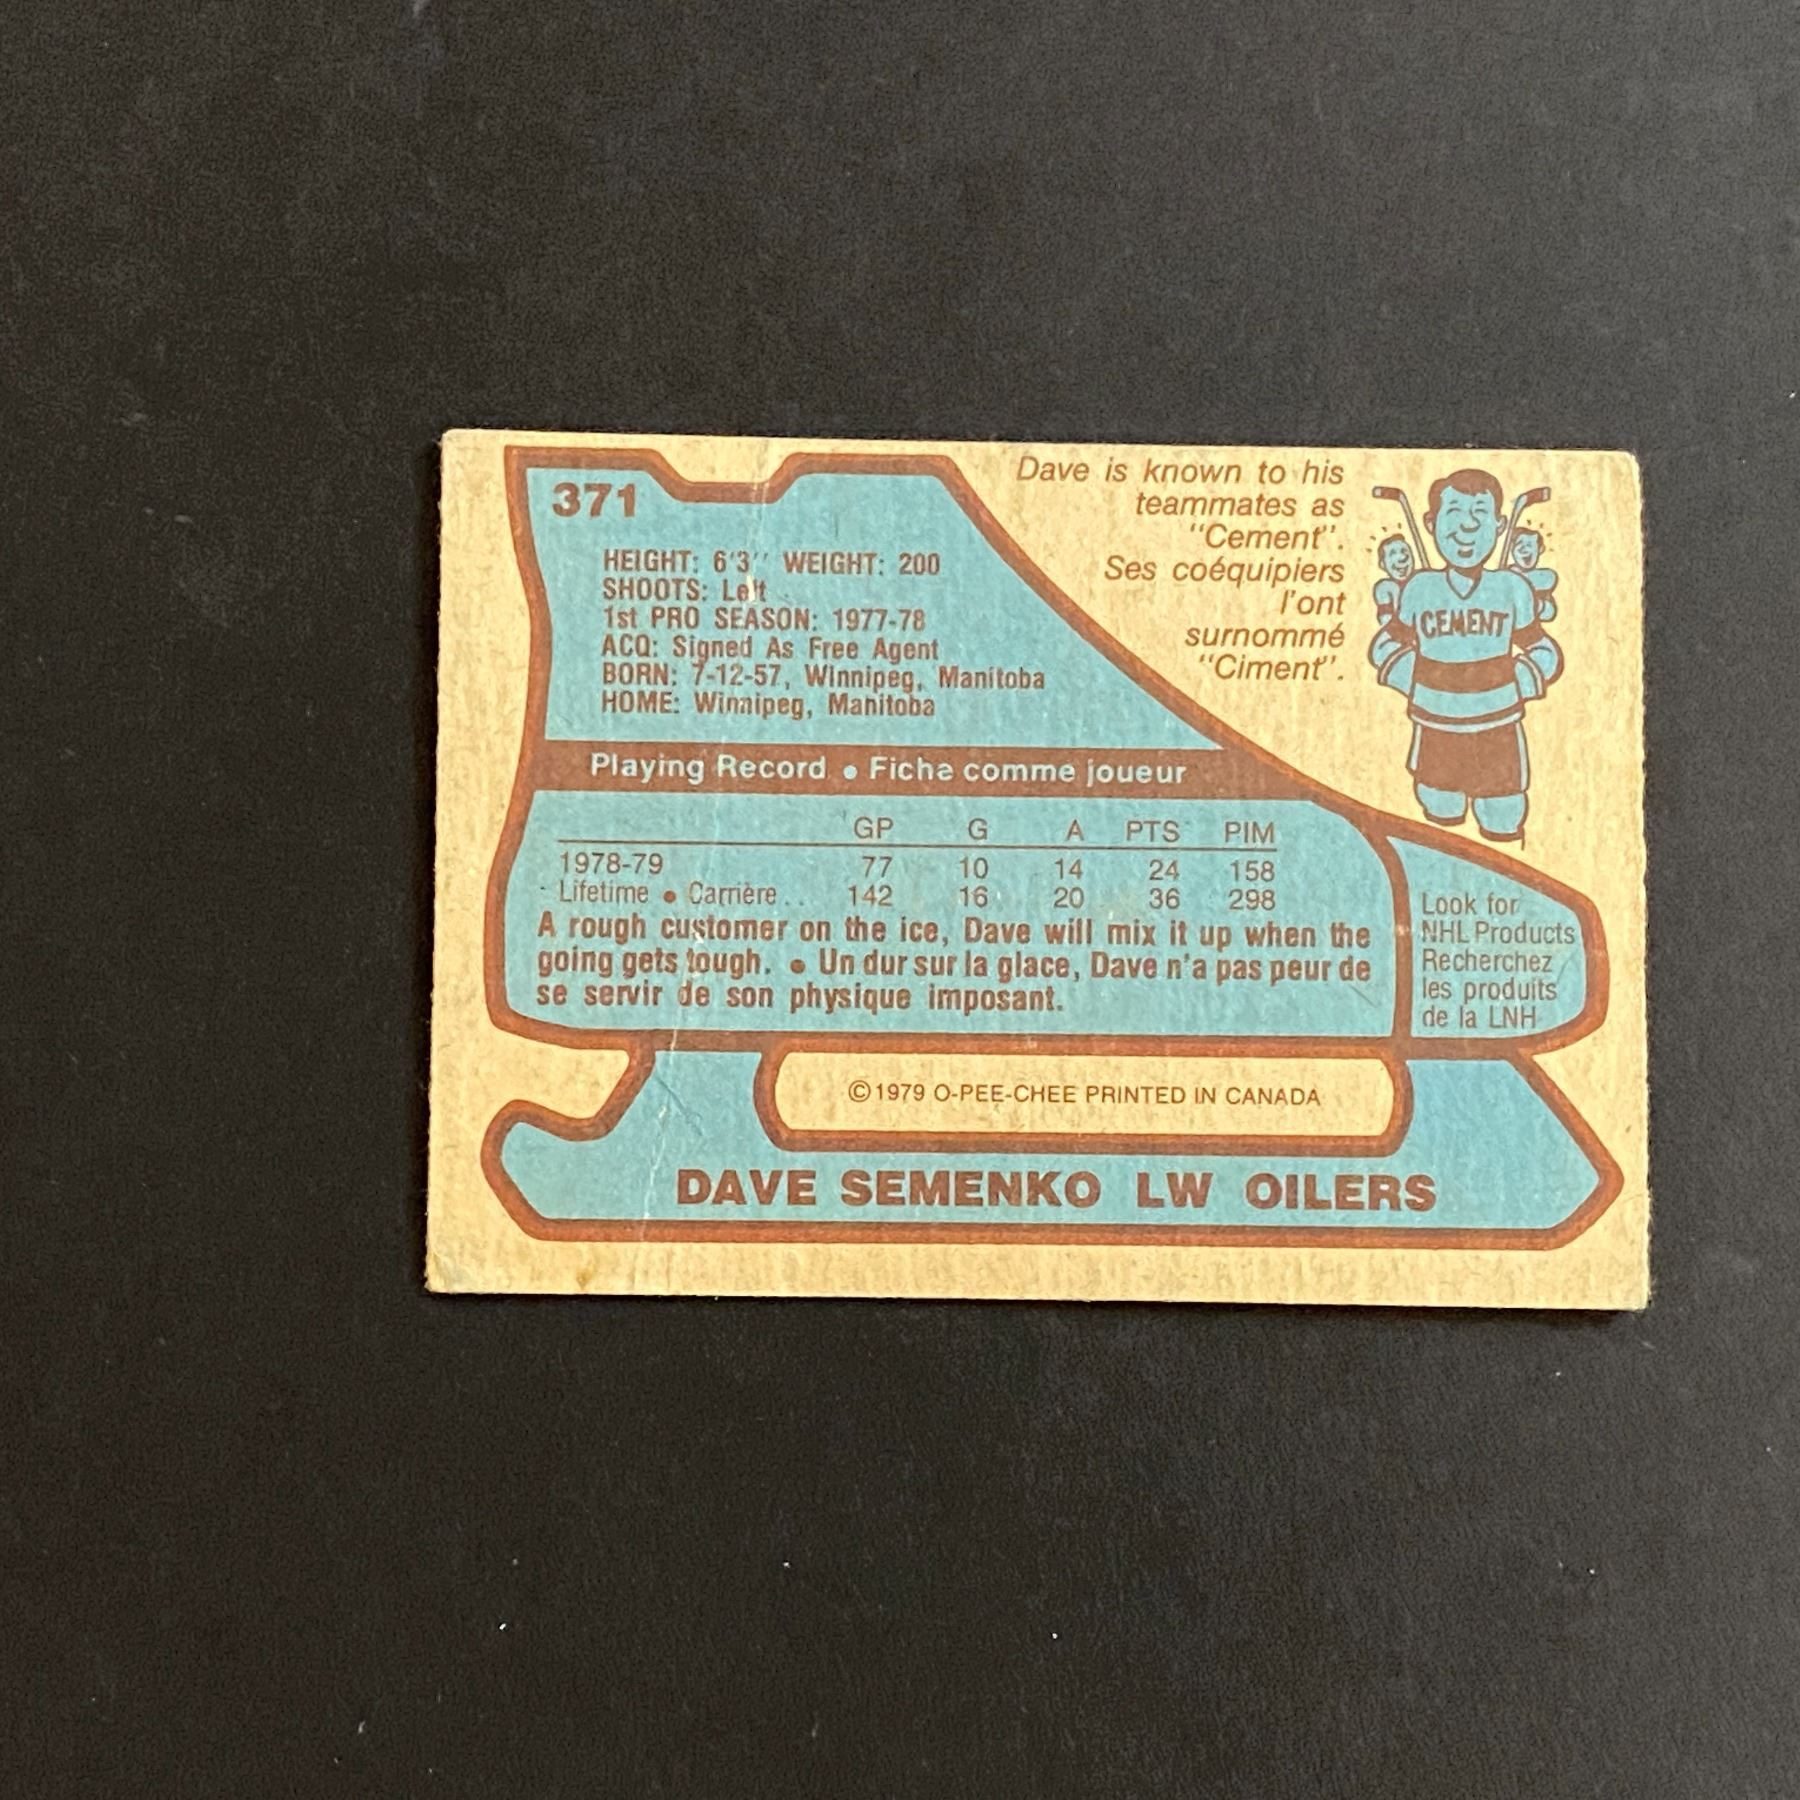 371
HEIGHT: 6'3'' WEIGHT: 200
SHOOTS: Left
1st PRO SEASON: 1977-78
ACQ: Signed As Free Agent
BORN: 7-12-57, Winnipeg, Manitoba
HOME: Winnipeg, Manitoba
Dave is known to his
teammates as
"Cement".
Ses coéquipiers
l'ont
surnommé
"Ciment".
CEMENT
Playing Record • Fiche comme joueur
GP G A PTS PIM
1978-79 77 10 14 24 158
Lifetime • Carrière.. 142 16 20 36 298
A rough customer on the ice, Dave will mix it up when the
going gets tough. • Un dur sur la glace, Dave n'a pas peur de
se servir de son physique imposant.
Look for
NHL Products
Recherchez
les produits
de la LNH
©1979 O-PEE-CHEE PRINTED IN CANADA
DAVE SEMENKO LW OILERS